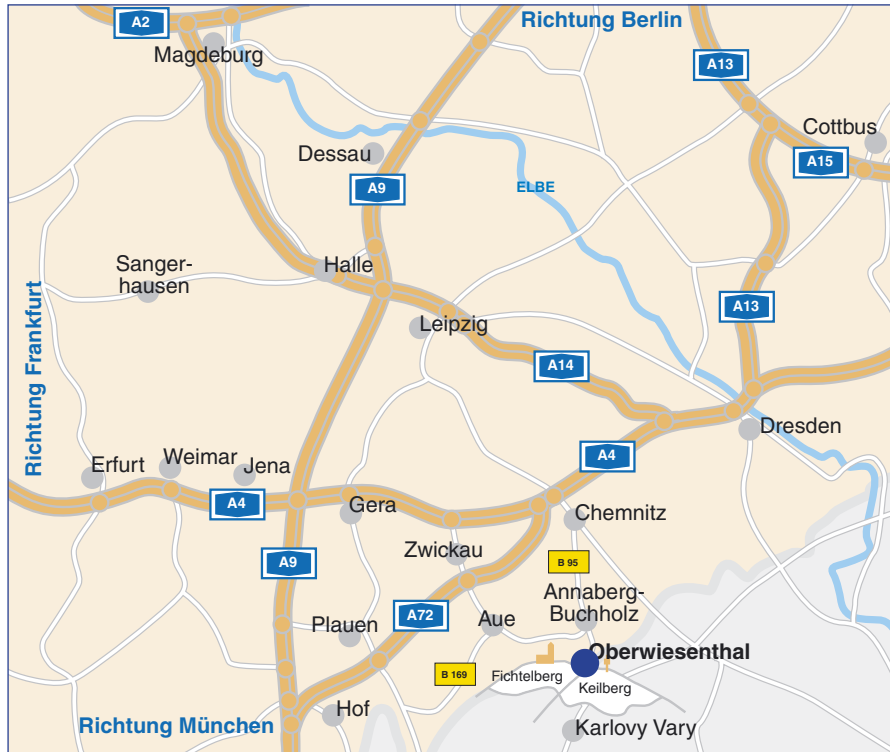 A2
Richtung Berlin
Magdeburg
A13
Cottbus
Dessau
A15
A9
ELBE
Sanger-
hausen
Halle
Richtung Frankfurt
A13
Leipzig
A14
Dresden
Erfurt
Weimar
Jena
A4
A4
Gera
Chemnitz
Zwickau
A9
B 95
Annaberg-
Buchholz
A72
Plauen
Aue
Oberwiesenthal
B 169
Fichtelberg
Keilberg
Richtung München
Hof
Karlovy Vary